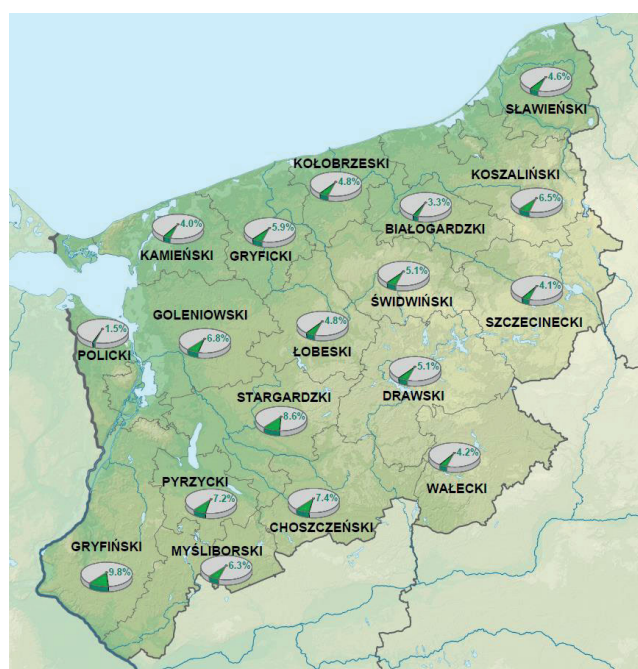 4.6%
SŁAWIEŃSKI
KOŁOBRZESKI
4.8%
KOSZALIŃSKI
6.5%
3.3%
BIAŁOGARDZKI
4.0%
KAMIEŃSKI
5.9%
GRYFICKI
5.1%
ŚWIDWIŃSKI
4.1%
SZCZECINECKI
1.5%
POLICKI
GOLENIOWSKI
6.8%
4.8%
ŁOBESKI
5.1%
DRAWSKI
STARGARDZKI
8.6%
4.2%
WAŁECKI
PYRZYCKI
7.2%
7.4%
CHOSZCZEŃSKI
GRYFIŃSKI
9.8%
MYŚLIBORSKI
6.3%